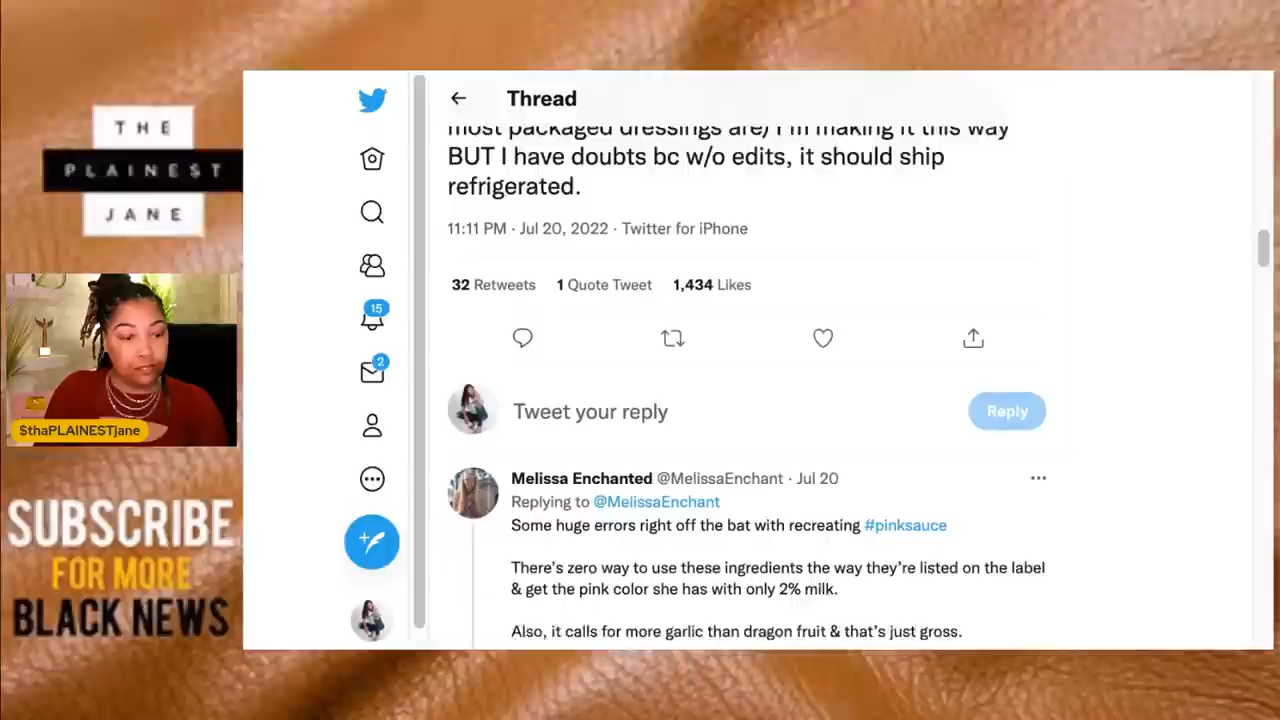 THE
PLAINEST
JANE
$thaPLAINESTjane
SUBSCRIBE
FOR MORE
BLACK NEWS
15
2
Thread
most packaged dressings are) I'm making it this way
BUT I have doubts bc w/o edits, it should ship
refrigerated.
11:11 PM · Jul 20, 2022 · Twitter for iPhone
32 Retweets 1 Quote Tweet 1,434 Likes
Tweet your reply
Reply
Melissa Enchanted @MelissaEnchant · Jul 20
Replying to @MelissaEnchant
Some huge errors right off the bat with recreating #pinksauce
There's zero way to use these ingredients the way they're listed on the label
& get the pink color she has with only 2% milk.
Also, it calls for more garlic than dragon fruit & that's just gross.